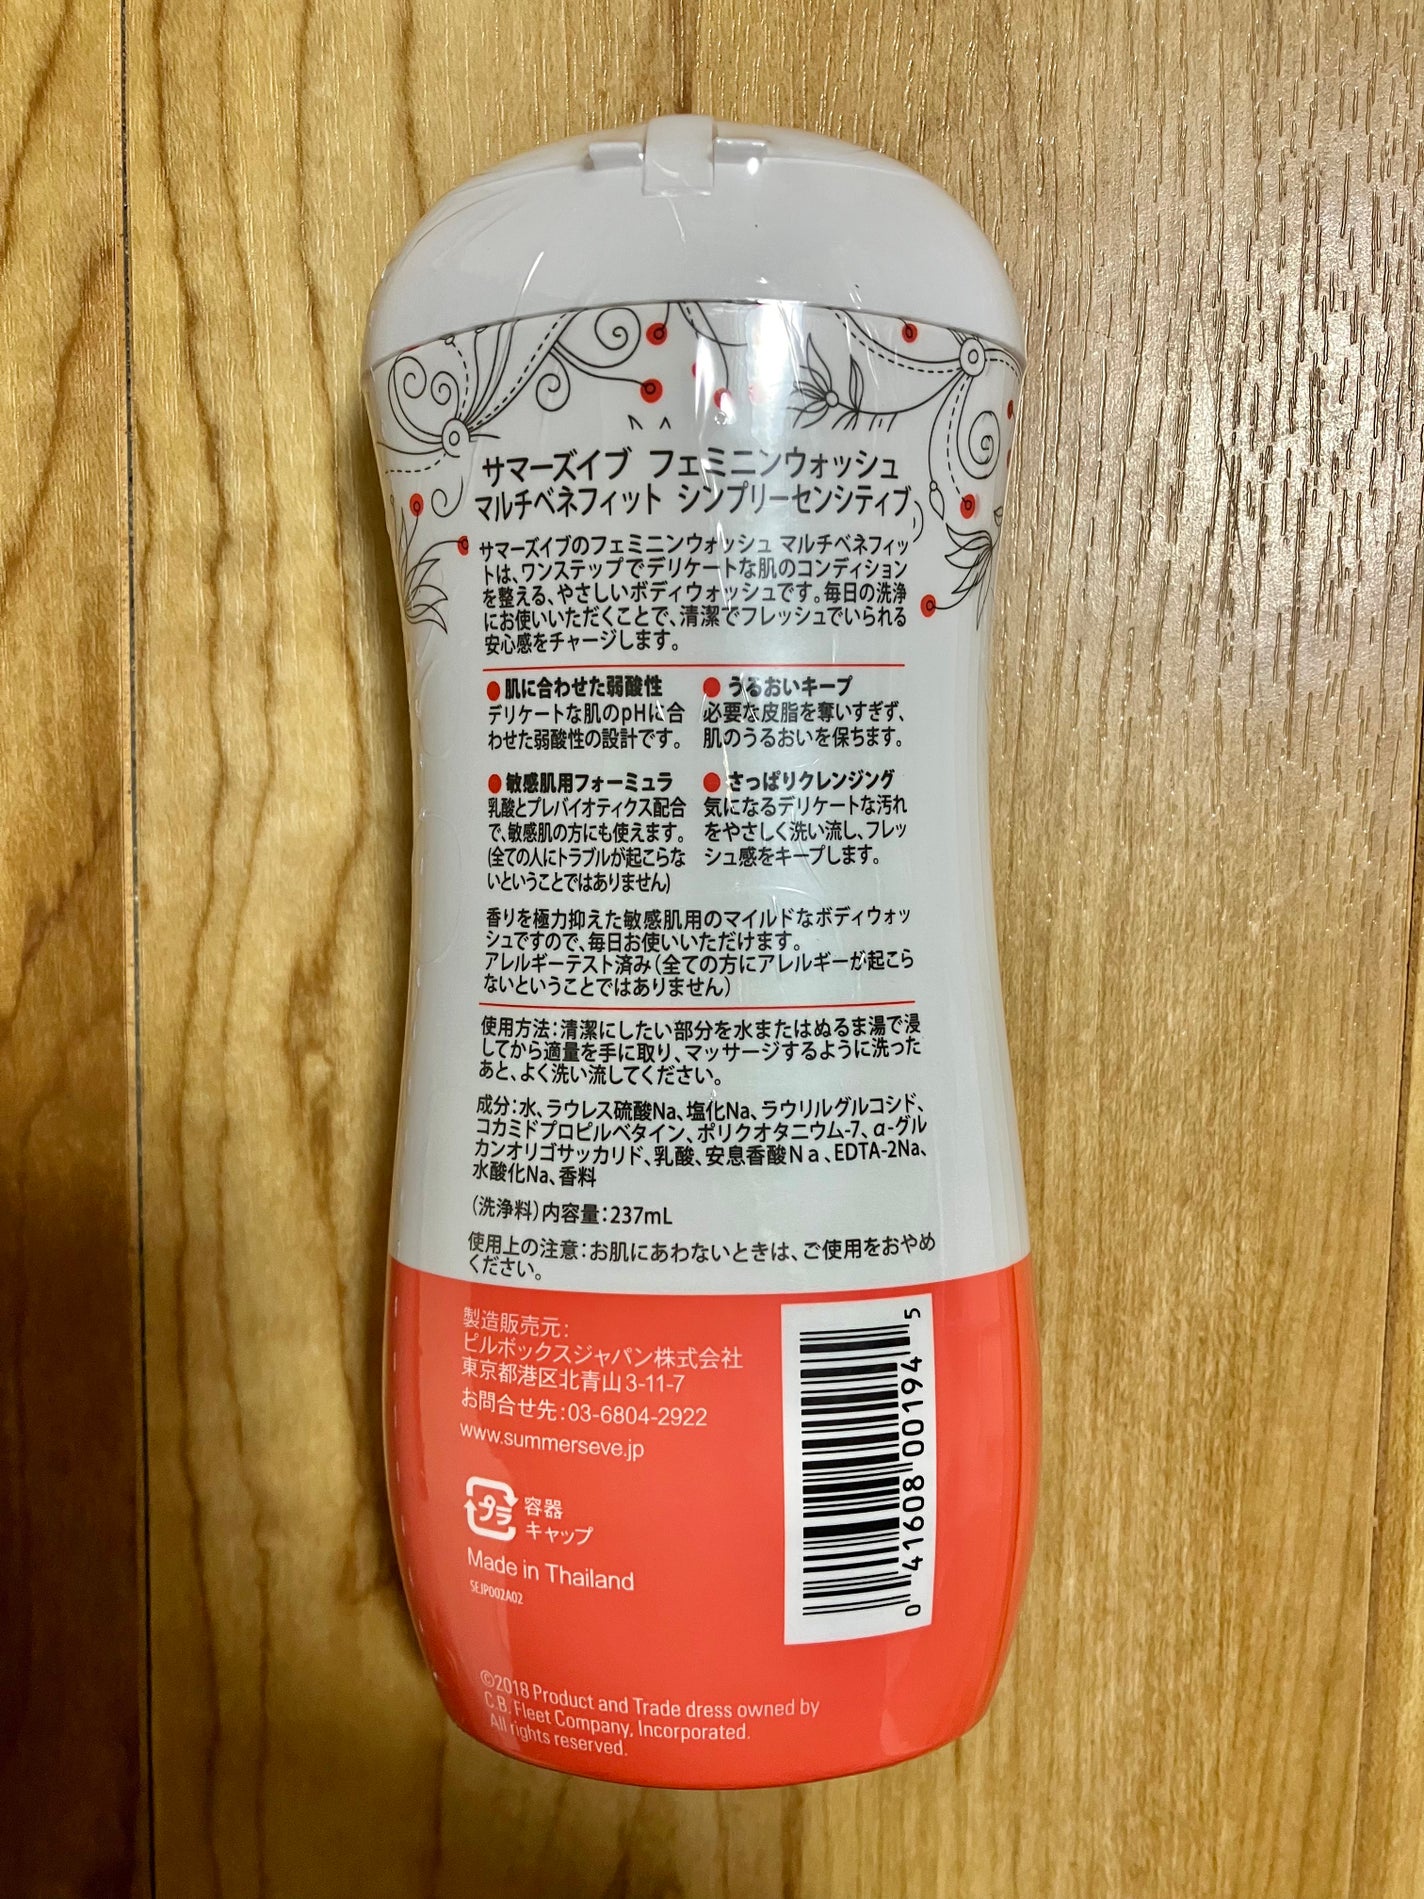 サマーズイブ フェミニンウォッシュ
マルチベネフィット シンプリーセンシティブ
サマーズイブのフェミニンウォッシュ マルチベネフィッ
トは、ワンステップでデリケートな肌のコンディション
を整える、やさしいボディウォッシュです。毎日の洗浄
にお使いいただくことで、清潔でフレッシュでいられる
安心感をチャージします。
●肌に合わせた弱酸性
デリケートな肌のpHに合
わせた弱酸性の設計です。
●うるおいキープ
必要な皮脂を奪いすぎず、
肌のうるおいを保ちます。
●敏感肌用フォーミュラ
乳酸とプレバイオティクス配合
で、敏感肌の方にも使えます。
(全ての人にトラブルが起こらな
いということではありません)
●さっぱりクレンジング
気になるデリケートな汚れ
をやさしく洗い流し、フレッ
シュ感をキープします。
香りを極力抑えた敏感肌用のマイルドなボディウォッ
シュですので、毎日お使いいただけます。
アレルギーテスト済み(全ての方にアレルギーが起こら
ないということではありません)
使用方法:清潔にしたい部分を水またはぬるま湯で浸
してから適量を手に取り、マッサージするように洗った
あと、よく洗い流してください。
成分:水、ラウレス硫酸Na、塩化Na、ラウリルグルコシド、
コカミドプロピルベタイン、ポリクオタニウム-7、α-グル
カンオリゴサッカリド、乳酸、安息香酸Na、EDTA-2Na、
水酸化Na、香料
(洗浄料)内容量:237mL
使用上の注意:お肌にあわないときは、ご使用をおやめ
ください。
製造販売元:
ピルボックスジャパン株式会社
東京都港区北青山3-11-7
お問合せ先:03-6804-2922
www.summerseve.jp
プラ
容器
キャップ
Made in Thailand
SEJP002A02
0 41608 00194 5
©2018 Product and Trade dress owned by
C.B. Fleet Company, Incorporated.
All rights reserved.